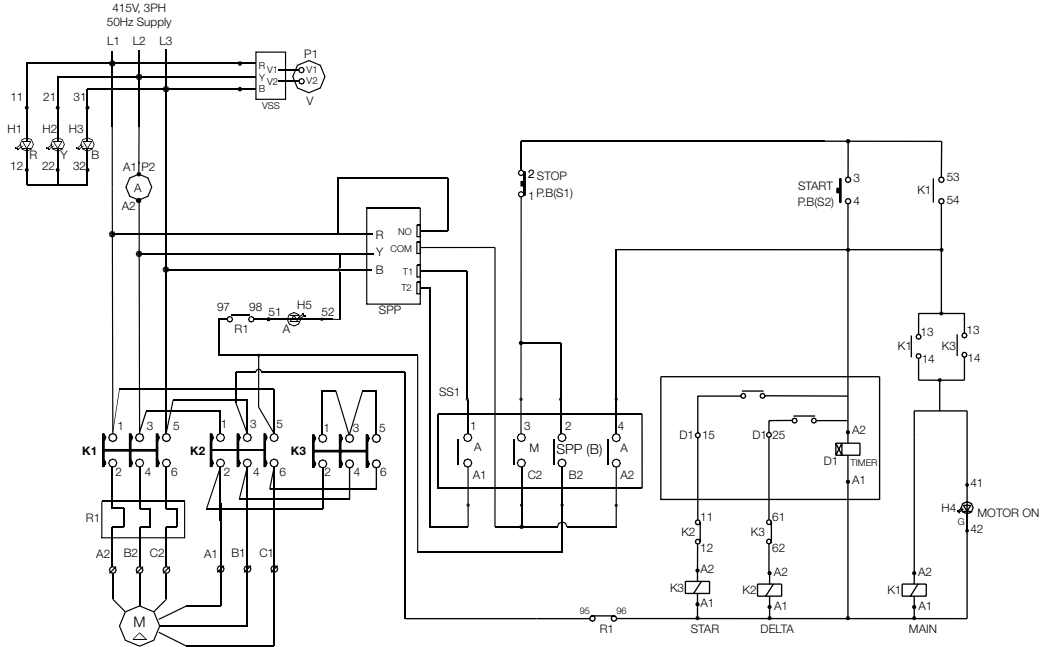 415V, 3PH
50Hz Supply
L1 L2 L3
P1
R V1 V1
Y V2 V2
B
VSS V
11 21 31
H1 H2 H3
R Y B
12 22 32
A1 P2
A
A2
2 STOP
1 P.B(S1)
START 3
P.B(S2) 4
K1 53
54
R NO
Y COM
B T1
T2
SPP
97 98 51 H5 52
R1 A
13 13
K1 K3
14 14
SS1
1 3 5 1 3 5 1 3 5
K1 K2 K3
2 4 6 2 4 6 2 4 6
1 3 2 4
A M SPP (B) A
A1 C2 B2 A2
D1 15 D1 25 A2
D1 TIMER
A1
R1
A2 B2 C2 A1 B1 C1
M
11 61
K2 K3
12 62
A2 A2 A2
K3 K2 K1
A1 A1 A1
41
H4 MOTOR ON
G 42
95 96
R1
STAR DELTA MAIN